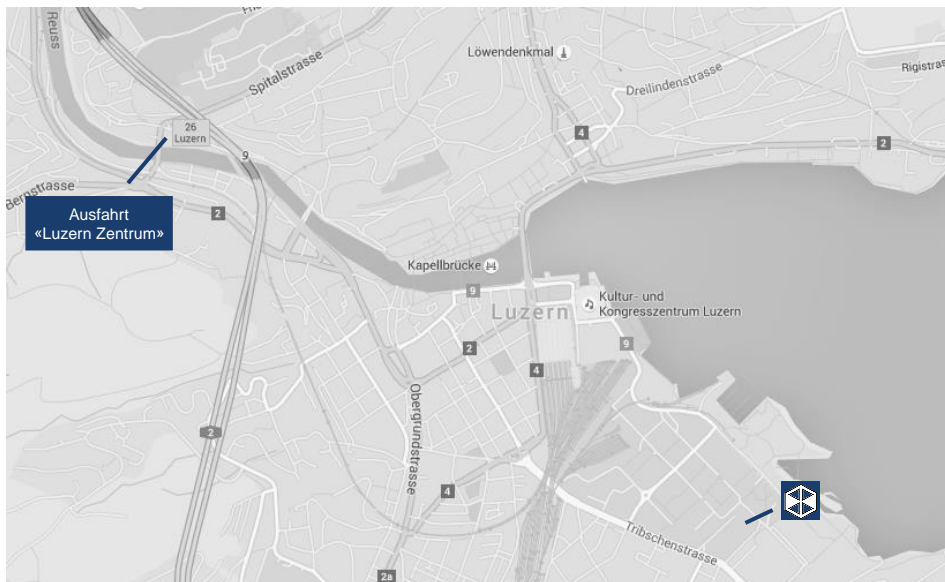 Reuss
Spitalstrasse
26
Luzern
9
Löwendenkmal
Dreilindenstrasse
Rigistras
4
2
Bernstrasse
Ausfahrt
«Luzern Zentrum»
2
Kapellbrücke
9
Luzern
Kultur- und
Kongresszentrum Luzern
2
9
4
Obergrundstrasse
2
4
Tribschenstrasse
2a